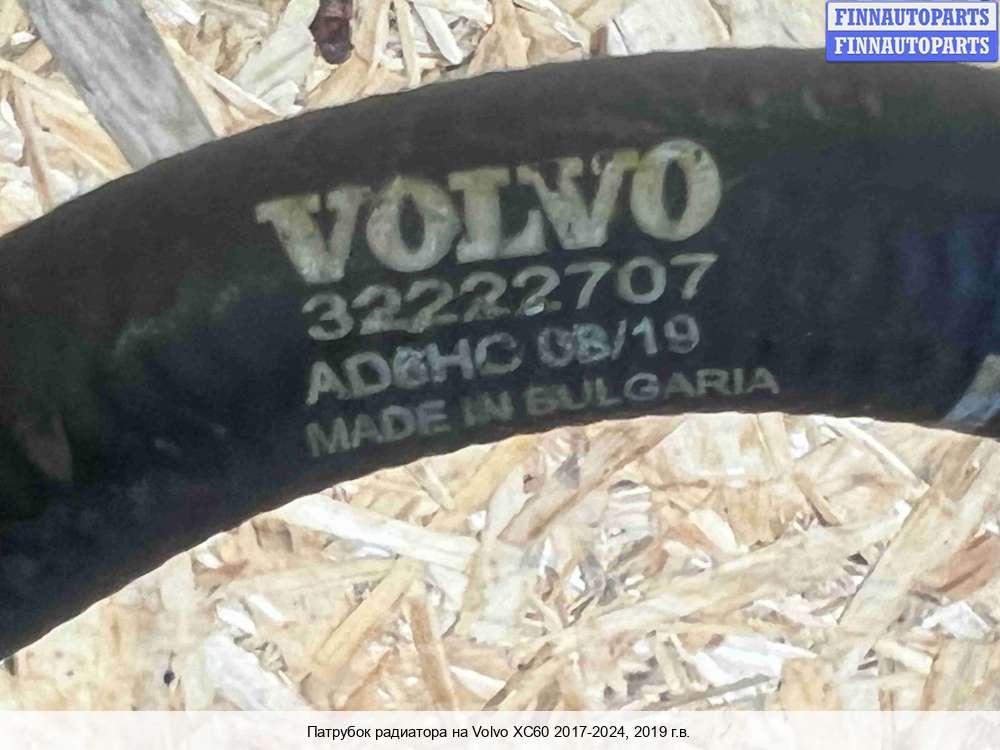 FINNAUTOPARTS
FINNAUTOPARTS
VOLVO
32222707
AD6HC 08/19
MADE IN BULGARIA
Патрубок радиатора на Volvo XC60 2017-2024, 2019 г.в.